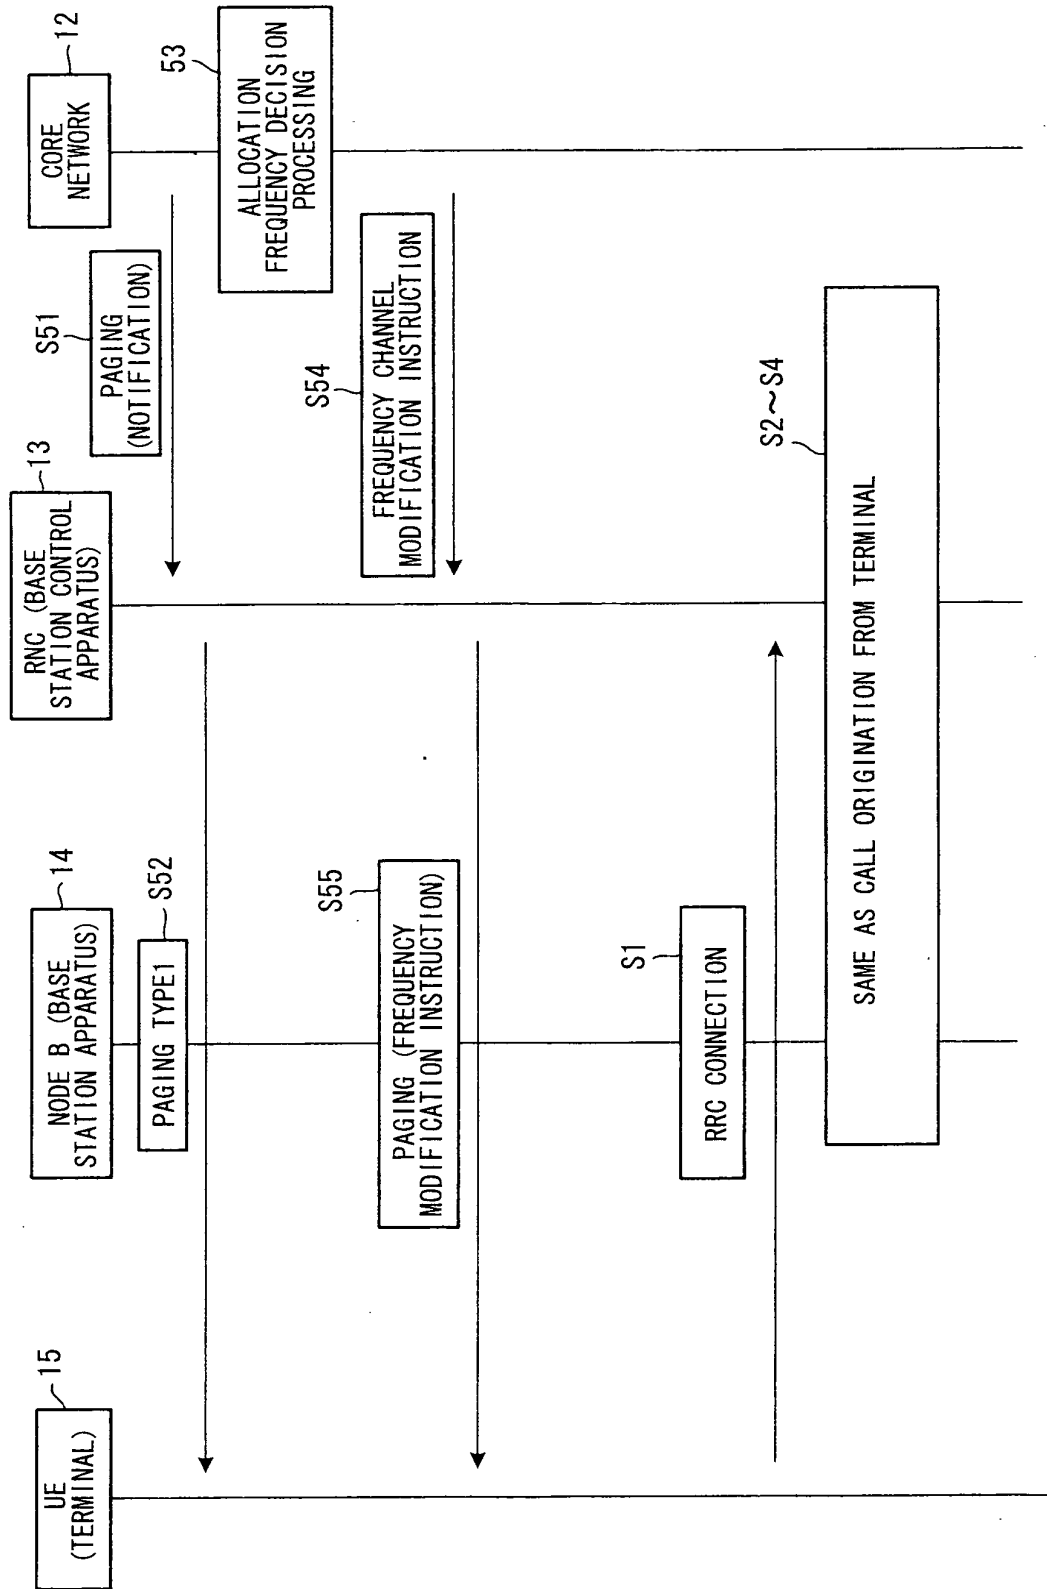 15
UE
(TERMINAL)
14
NODE B (BASE
STATION APPARATUS)
13
RNC (BASE
STATION CONTROL
APPARATUS)
12
CORE
NETWORK
S51
PAGING
(NOTIFICATION)
S52
PAGING TYPE1
53
ALLOCATION
FREQUENCY DECISION
PROCESSING
S54
FREQUENCY CHANNEL
MODIFICATION INSTRUCTION
S55
PAGING (FREQUENCY
MODIFICATION INSTRUCTION)
S1
RRC CONNECTION
S2~S4
SAME AS CALL ORIGINATION FROM TERMINAL